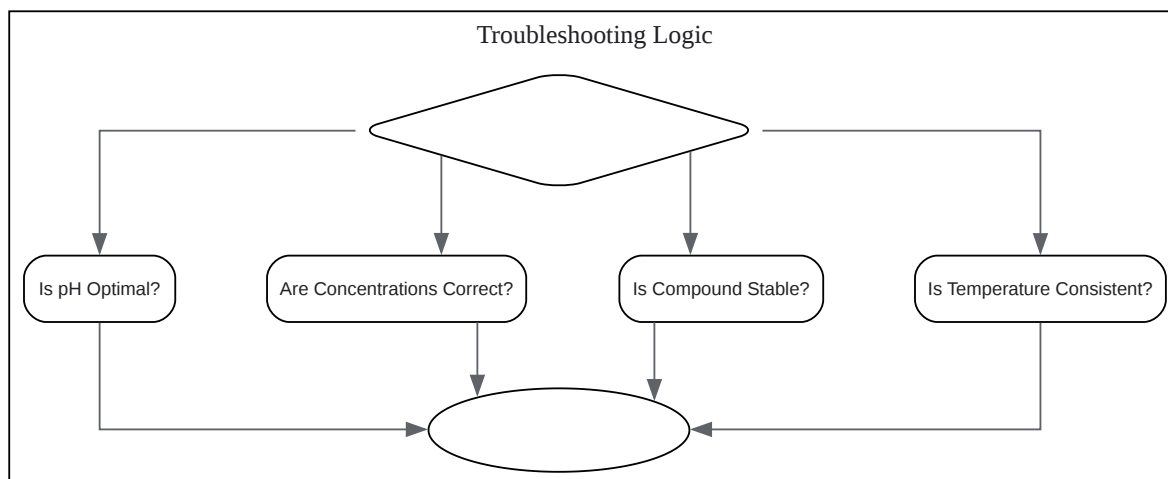 Troubleshooting Logic
Is pH Optimal?
Are Concentrations Correct?
Is Compound Stable?
Is Temperature Consistent?